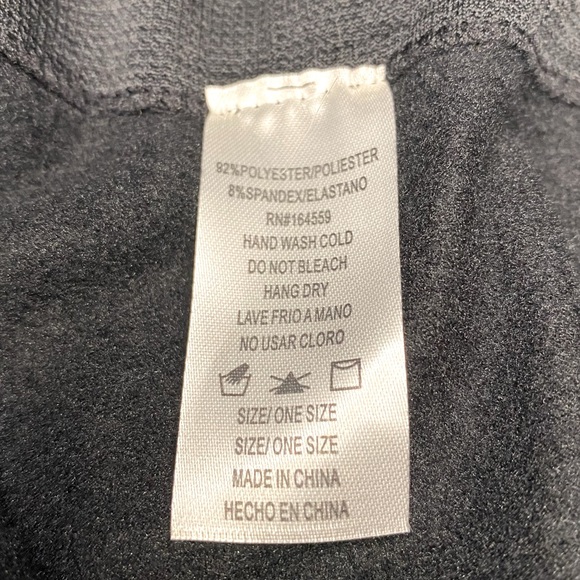 92%POLYESTER/POLIESTER
8%SPANDEX/ELASTANO
RN#164559
HAND WASH COLD
DO NOT BLEACH
HANG DRY
LAVE FRIO A MANO
NO USAR CLORO
SIZE/ ONE SIZE
SIZE/ ONE SIZE
MADE IN CHINA
HECHO EN CHINA